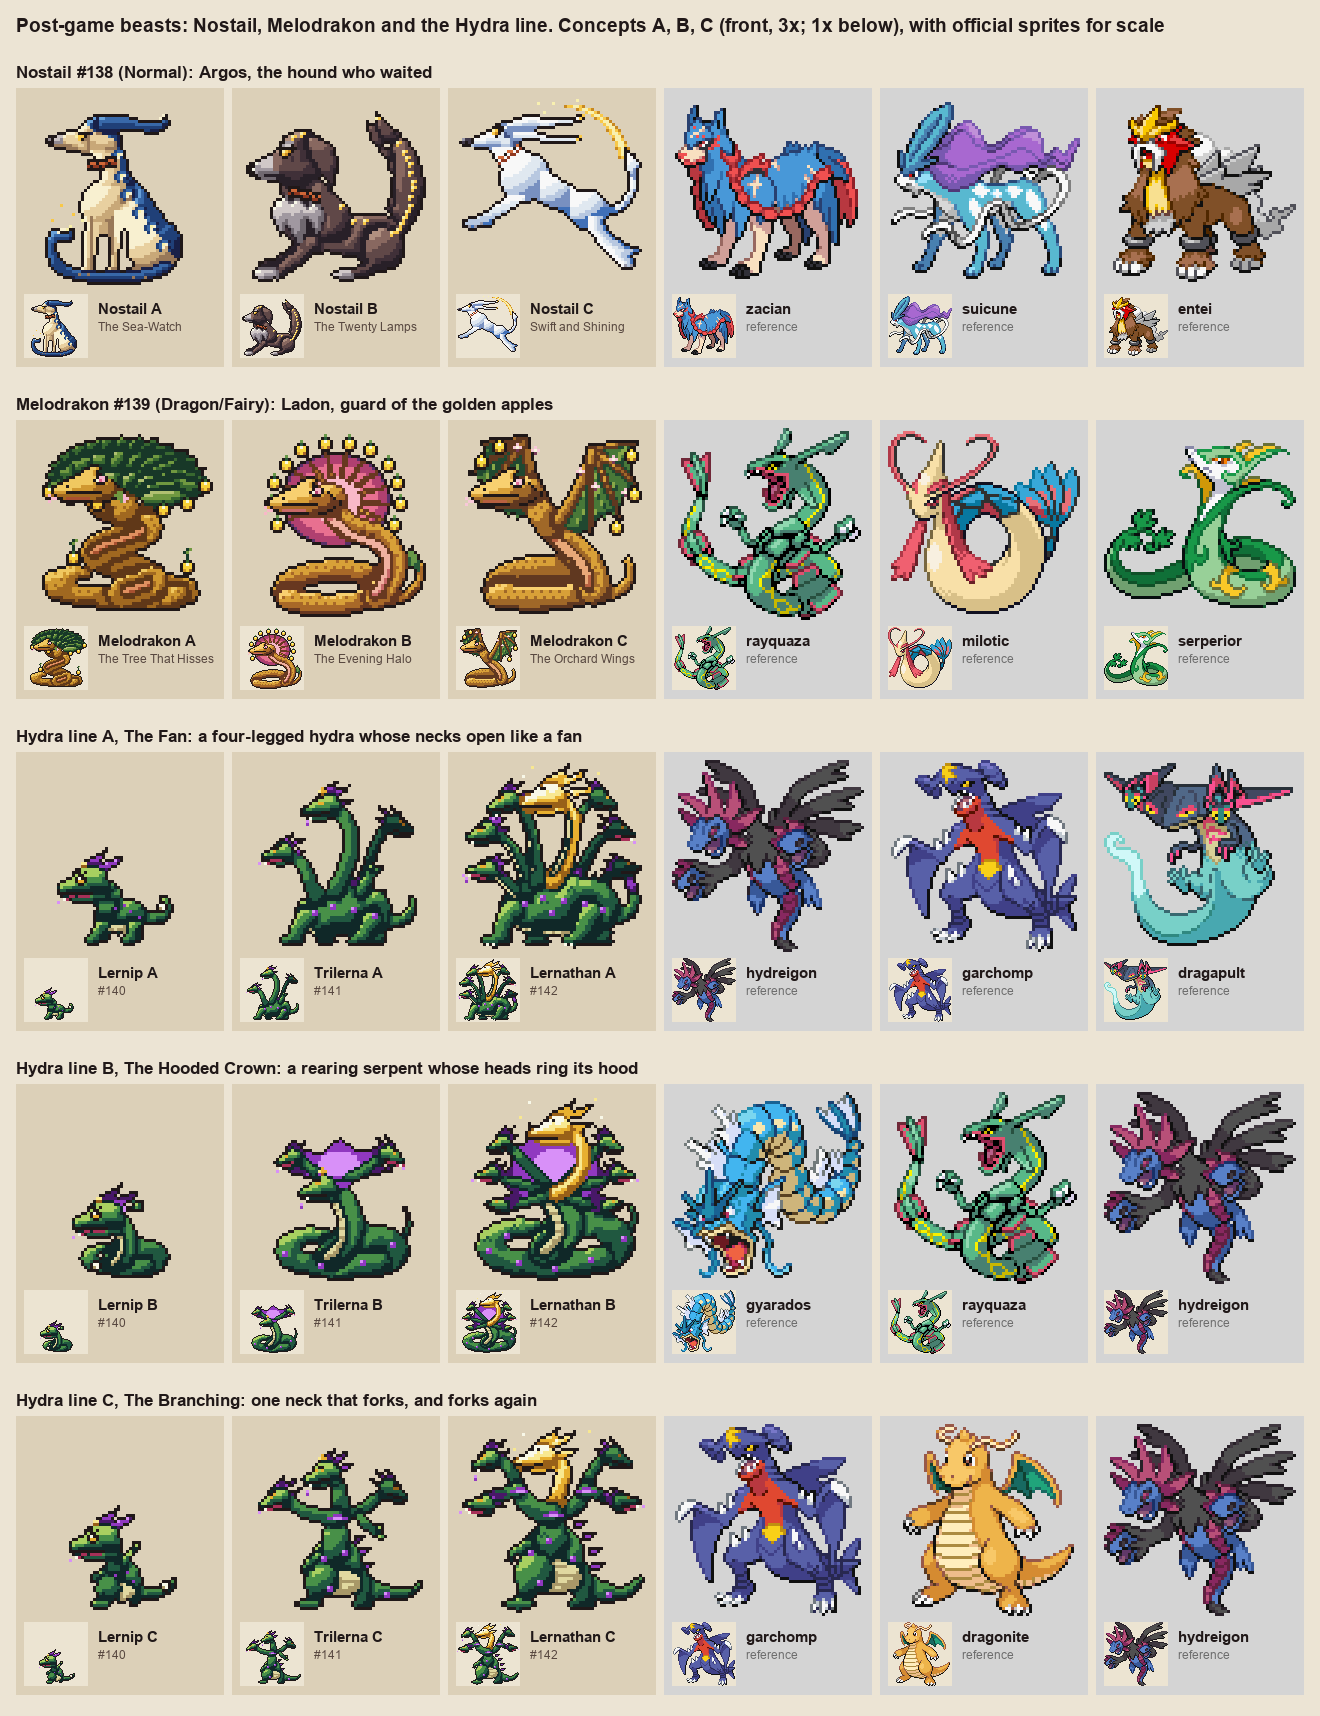 Post-game beasts: Nostail, Melodrakon and the Hydra line. Concepts A, B, C (front, 3x; 1x below), with official sprites for scale
Nostail #138 (Normal): Argos, the hound who waited
Nostail A
The Sea-Watch
Nostail B
The Twenty Lamps
Nostail C
Swift and Shining
zacian
reference
suicune
reference
entei
reference
Melodrakon #139 (Dragon/Fairy): Ladon, guard of the golden apples
Melodrakon A
The Tree That Hisses
Melodrakon B
The Evening Halo
Melodrakon C
The Orchard Wings
rayquaza
reference
milotic
reference
serperior
reference
Hydra line A, The Fan: a four-legged hydra whose necks open like a fan
Lernip A
#140
Trilerna A
#141
Lernathan A
#142
hydreigon
reference
garchomp
reference
dragapult
reference
Hydra line B, The Hooded Crown: a rearing serpent whose heads ring its hood
Lernip B
#140
Trilerna B
#141
Lernathan B
#142
gyarados
reference
rayquaza
reference
hydreigon
reference
Hydra line C, The Branching: one neck that forks, and forks again
Lernip C
#140
Trilerna C
#141
Lernathan C
#142
garchomp
reference
dragonite
reference
hydreigon
reference